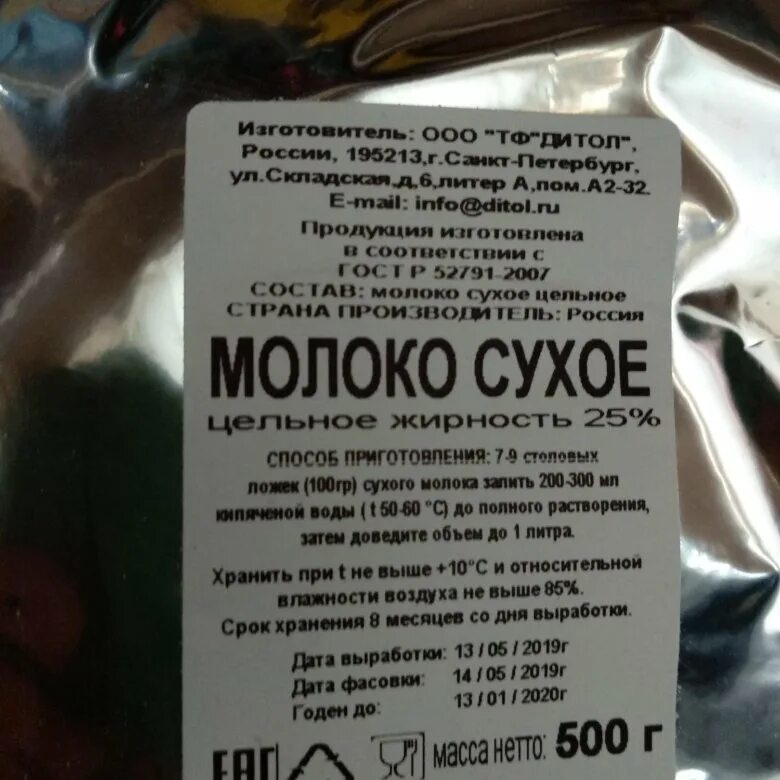 Изготовитель: ООО "ТФ"ДИТОЛ",
России, 195213,г.Санкт-Петербург,
ул.Складская,д,6,литер А,пом.А2-32.
E-mail: info@ditol.ru
Продукция изготовлена
в соответствии с
ГОСТ Р 52791-2007
СОСТАВ: молоко сухое цельное
СТРАНА ПРОИЗВОДИТЕЛЬ: Россия
МОЛОКО СУХОЕ
цельное жирность 25%
СПОСОБ ПРИГОТОВЛЕНИЯ: 7-9 столовых
ложек (100гр) сухого молока залить 200-300 мл
кипяченой воды ( t 50-60 °С) до полного растворения,
затем доведите объем до 1 литра.
Хранить при t не выше +10°С и относительной
влажности воздуха не выше 85%.
Срок хранения 8 месяцев со дня выработки.
Дата выработки: 13 / 05 / 2019г
Дата фасовки: 14 / 05 / 2019г
Годен до: 13 / 01 / 2020г
EAC масса нетто: 500 г